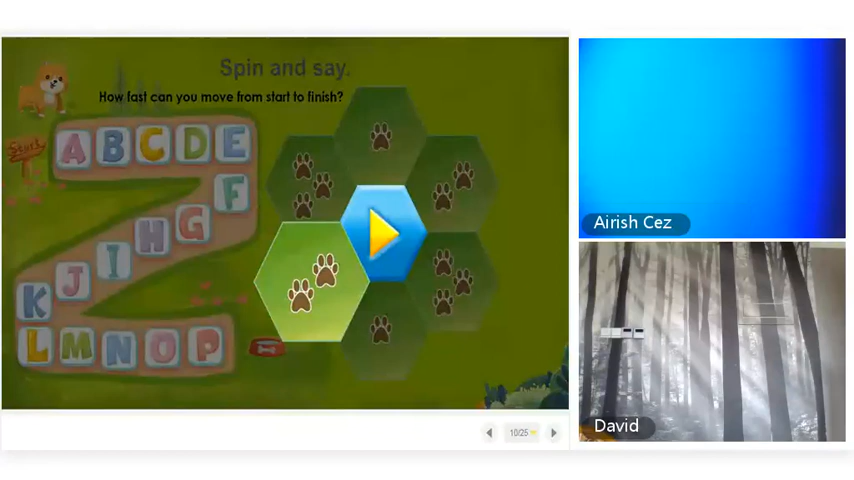 Spin and say.
How fast can you move from start to finish?
Start
A B C D E
F
G
H
I
J
K
L M N O P
Airish Cez
David
10/25